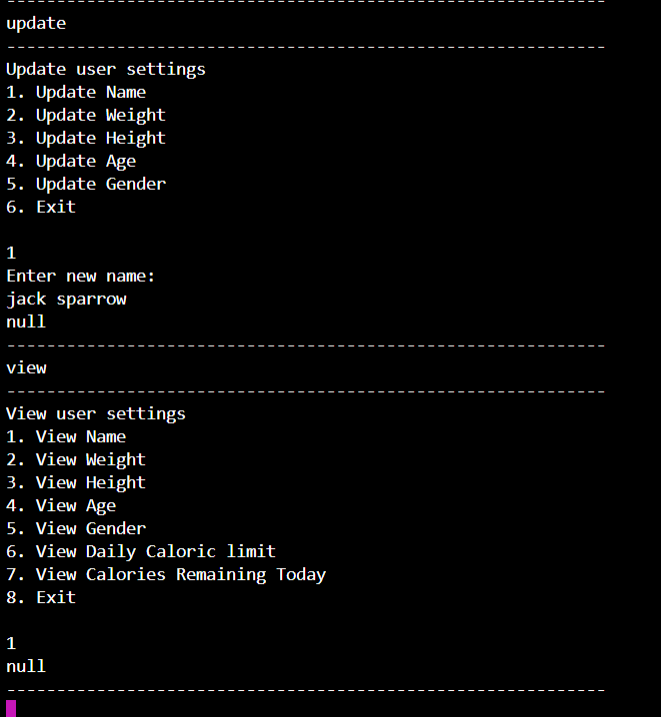 ------------------------------------------------------------
update
------------------------------------------------------------
Update user settings
1. Update Name
2. Update Weight
3. Update Height
4. Update Age
5. Update Gender
6. Exit
1
Enter new name:
jack sparrow
null
------------------------------------------------------------
view
------------------------------------------------------------
View user settings
1. View Name
2. View Weight
3. View Height
4. View Age
5. View Gender
6. View Daily Caloric limit
7. View Calories Remaining Today
8. Exit
1
null
------------------------------------------------------------